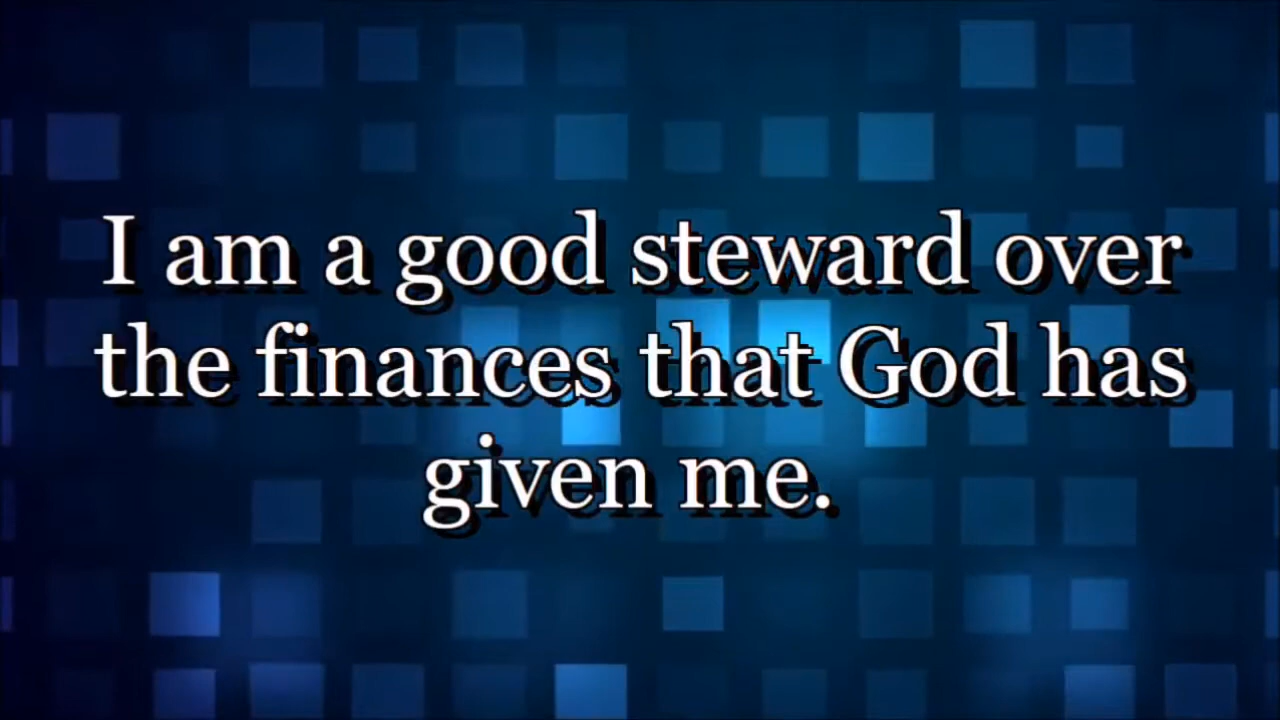 I am a good steward over
the finances that God has
given me.